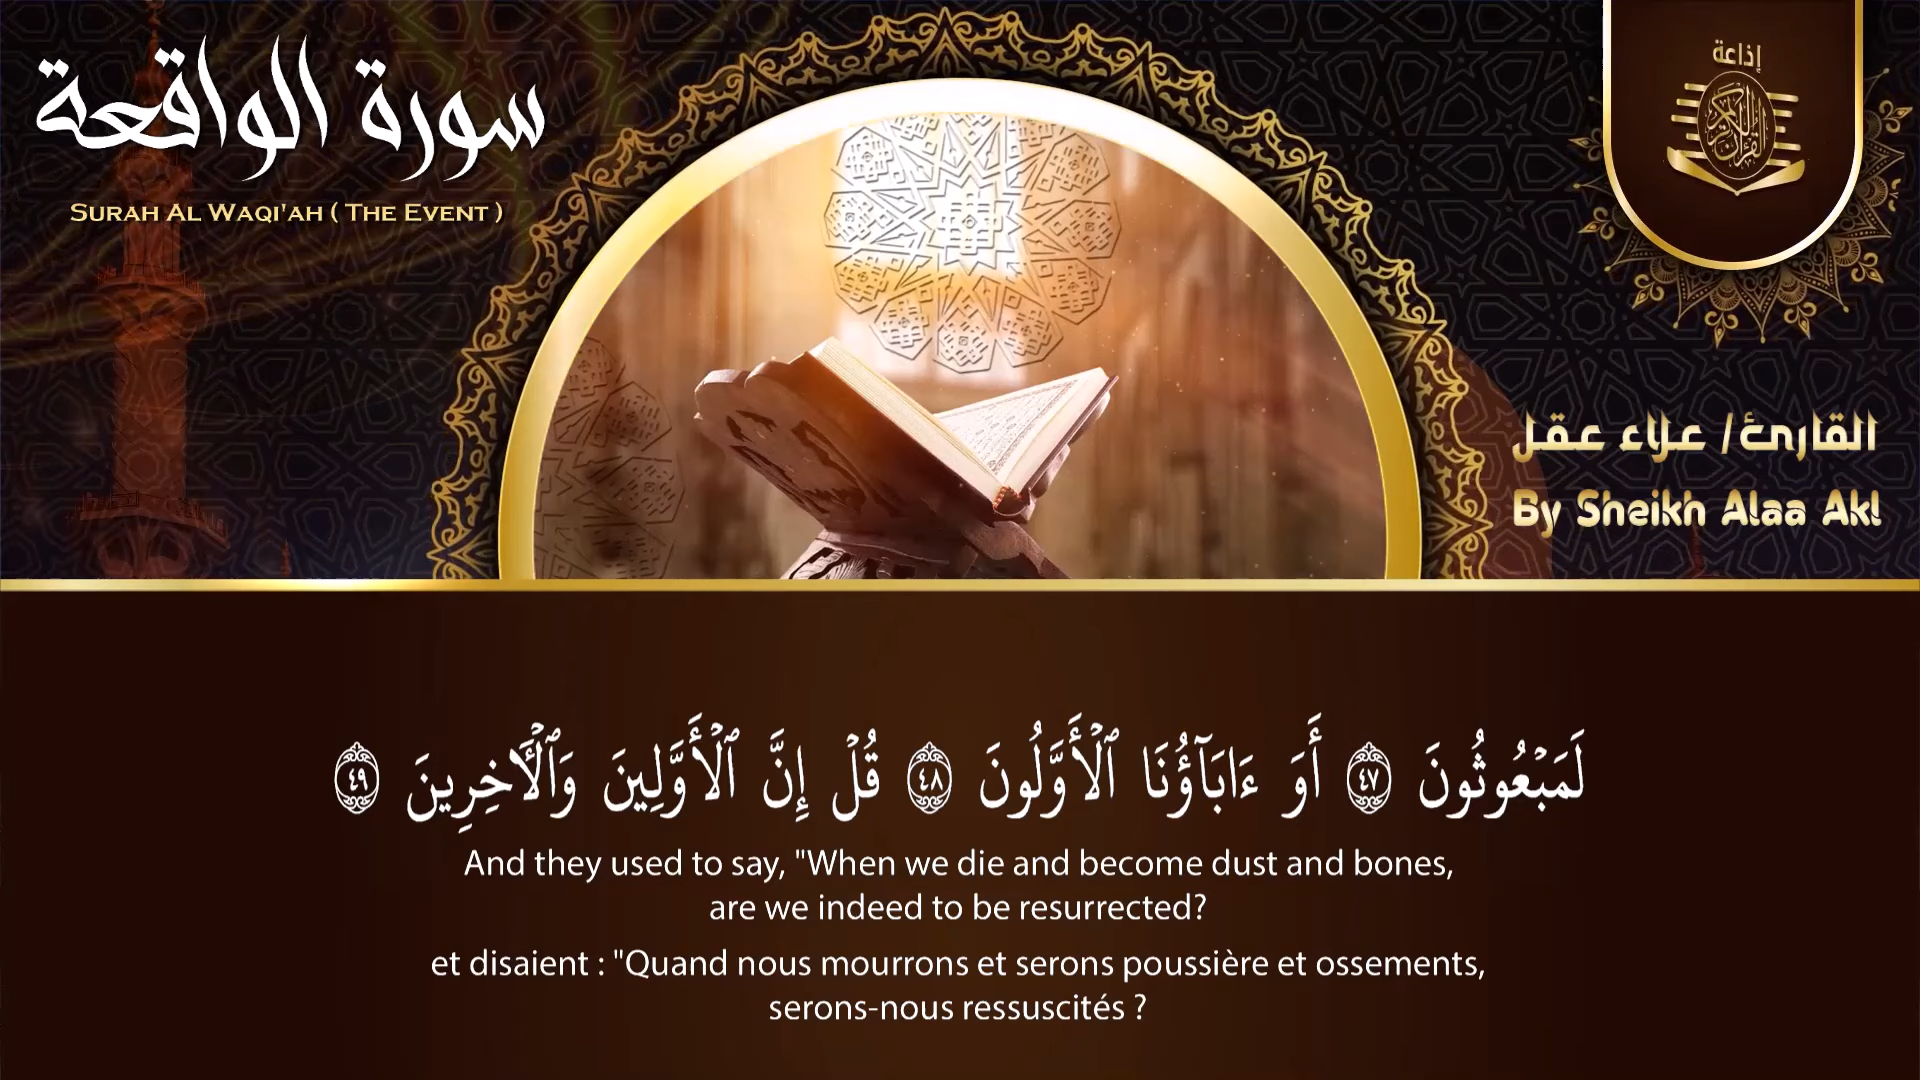 سورة الواقعة
SURAH AL WAQI'AH ( THE EVENT )
إذاعة
القرآن الكريم
القارئ/ علاء عقل
By Sheikh Alaa Akl
لَمَبْعُوثُونَ ٤٧ أَوَ ءَابَآؤُنَا ٱلْأَوَّلُونَ ٤٨ قُلْ إِنَّ ٱلْأَوَّلِينَ وَٱلْأَخِرِينَ ٤٩
And they used to say, "When we die and become dust and bones,
are we indeed to be resurrected?
et disaient : "Quand nous mourrons et serons poussière et ossements,
serons-nous ressuscités ?